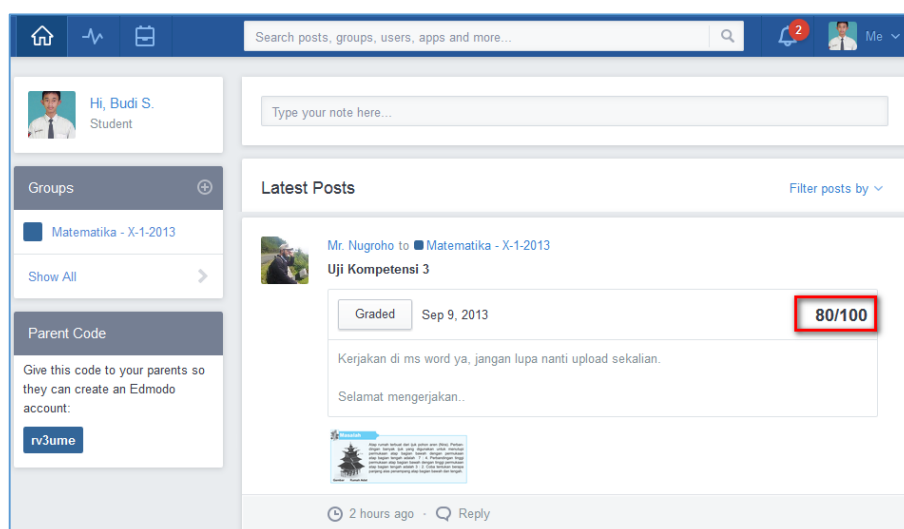 Search posts, groups, users, apps and more...
2
Me
Hi, Budi S.
Student
Type your note here...
Groups
Matematika - X-1-2013
Show All
Parent Code
Give this code to your parents so
they can create an Edmodo
account:
rv3ume
Latest Posts
Filter posts by
Mr. Nugroho to Matematika - X-1-2013
Uji Kompetensi 3
Graded
Sep 9, 2013
80/100
Kerjakan di ms word ya, jangan lupa nanti upload sekalian.
Selamat mengerjakan..
Masalah
2 hours ago - Reply